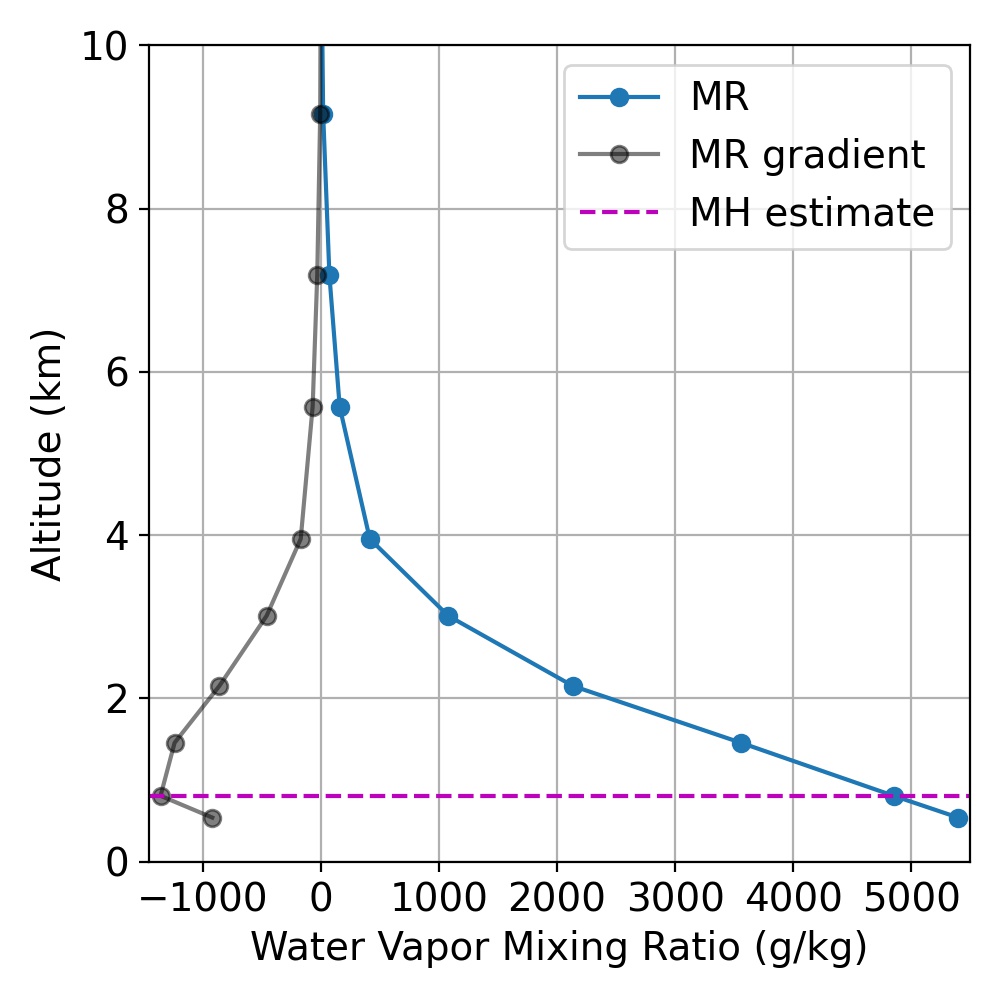 10
8
6
4
2
0
Altitude (km)
MR
MR gradient
MH estimate
−1000 0 1000 2000 3000 4000 5000
Water Vapor Mixing Ratio (g/kg)